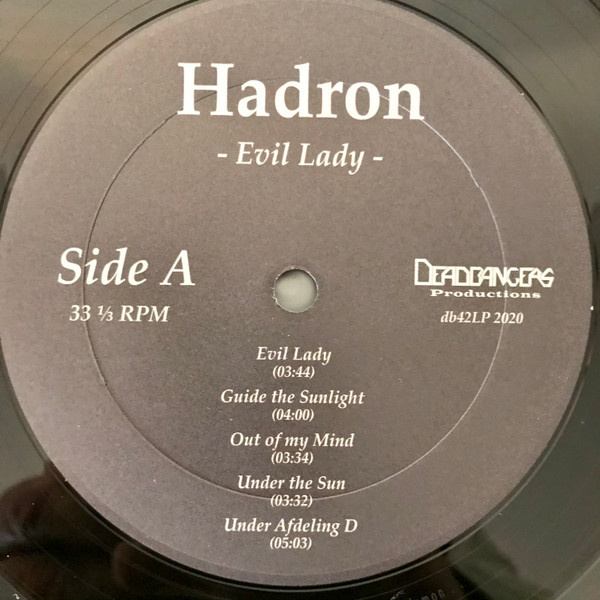 Hadron
- Evil Lady -
Side A
33 ⅓ RPM
DEADBANGERS
Productions
db42LP 2020
Evil Lady
(03:44)
Guide the Sunlight
(04:00)
Out of my Mind
(03:34)
Under the Sun
(03:32)
Under Afdeling D
(05:03)